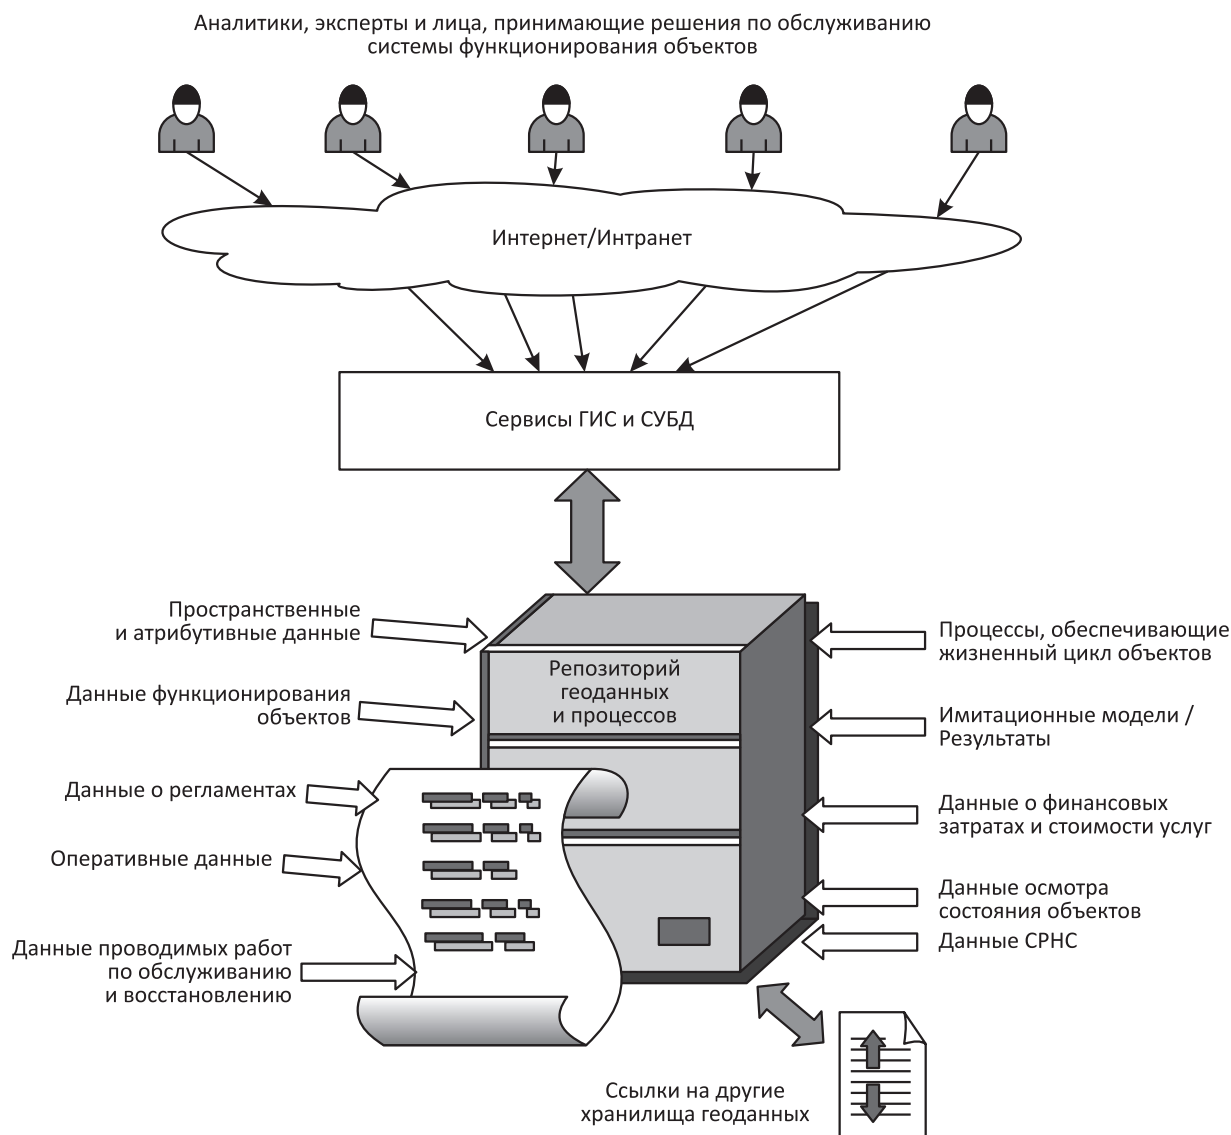 Аналитики, эксперты и лица, принимающие решения по обслуживанию
системы функционирования объектов
Интернет/Интранет
Сервисы ГИС и СУБД
Пространственные
и атрибутивные данные
Данные функционирования
объектов
Данные о регламентах
Оперативные данные
Данные проводимых работ
по обслуживанию
и восстановлению
Репозиторий
геоданных
и процессов
Процессы, обеспечивающие
жизненный цикл объектов
Имитационные модели /
Результаты
Данные о финансовых
затратах и стоимости услуг
Данные осмотра
состояния объектов
Данные СРНС
Ссылки на другие
хранилища геоданных